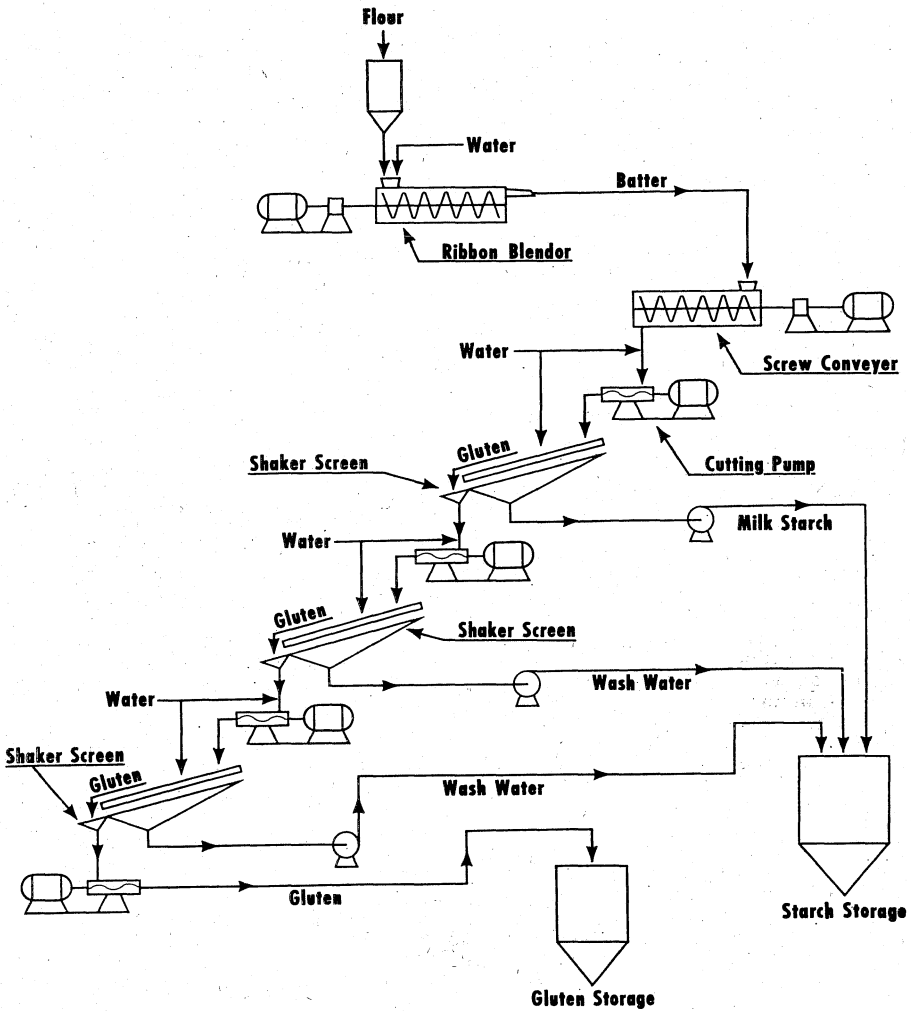 Flour
Water
Batter
Ribbon Blendor
Water
Screw Conveyer
Gluten
Shaker Screen
Cutting Pump
Milk Starch
Water
Gluten
Shaker Screen
Wash Water
Water
Shaker Screen
Gluten
Wash Water
Gluten
Starch Storage
Gluten Storage